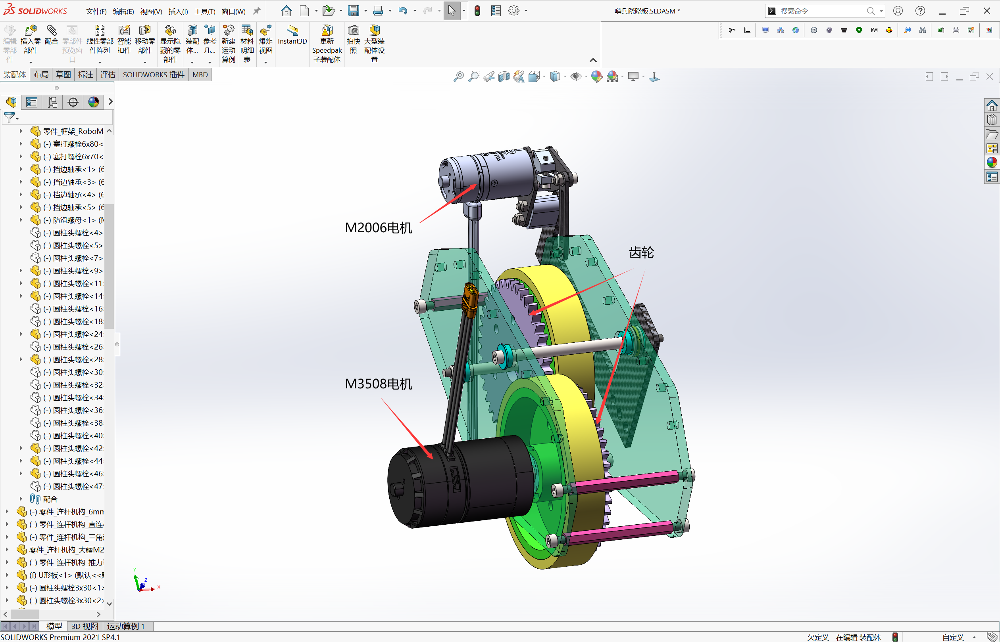 SOLIDWORKS
文件(F) 编辑(E) 视图(V) 插入(I) 工具(T) 窗口(W)
哨兵跷跷板.SLDASM *
搜索命令
编辑零部件
插入零部件
配合
零部件预览窗口
线性零部件阵列
智能扣件
移动零部件
显示隐藏的零部件
装配体...
参考几...
新建运动算例
材料明细表
爆炸视图
Instant3D
更新Speedpak子装配体
拍快照
大型装配体设置
装配体 布局 草图 标注 评估 SOLIDWORKS 插件 MBD
零件_框架_RoboM
(-) 塞打螺栓6x80<
(-) 塞打螺栓6x70<
(-) 挡边轴承<1> (6
(-) 挡边轴承<3> (6
(-) 挡边轴承<4> (6
(-) 挡边轴承<5> (6
(-) 防滑螺母<1> (M
(-) 圆柱头螺栓<4>
(-) 圆柱头螺栓<5>
(-) 圆柱头螺栓<7>
(-) 圆柱头螺栓<9>
(-) 圆柱头螺栓<11>
(-) 圆柱头螺栓<14>
(-) 圆柱头螺栓<16>
(-) 圆柱头螺栓<18>
(-) 圆柱头螺栓<24>
(-) 圆柱头螺栓<26>
(-) 圆柱头螺栓<28>
(-) 圆柱头螺栓<30>
(-) 圆柱头螺栓<32>
(-) 圆柱头螺栓<34>
(-) 圆柱头螺栓<36>
(-) 圆柱头螺栓<38>
(-) 圆柱头螺栓<40>
(-) 圆柱头螺栓<42>
(-) 圆柱头螺栓<44>
(-) 圆柱头螺栓<46>
(-) 圆柱头螺栓<47>
配合
(-) 零件_连杆机构_6mm
(-) 零件_连杆机构_直连
(-) 零件_连杆机构_三角
零件_连杆机构_大疆M2
(-) 零件_连杆机构_推力
(f) U形板<1> (默认<<
(-) 圆柱头螺栓3x30<1>
(-) 圆柱头螺栓3x30<2>
M2006电机
齿轮
M3508电机
Y
Z
X
模型 3D 视图 运动算例 1
SOLIDWORKS Premium 2021 SP4.1
欠定义 在编辑 装配体 自定义